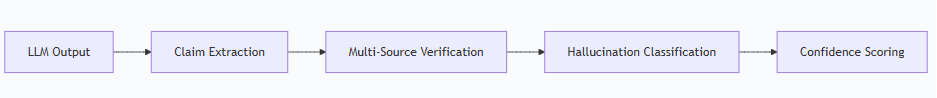 LLM Output
Claim Extraction
Multi-Source Verification
Hallucination Classification
Confidence Scoring